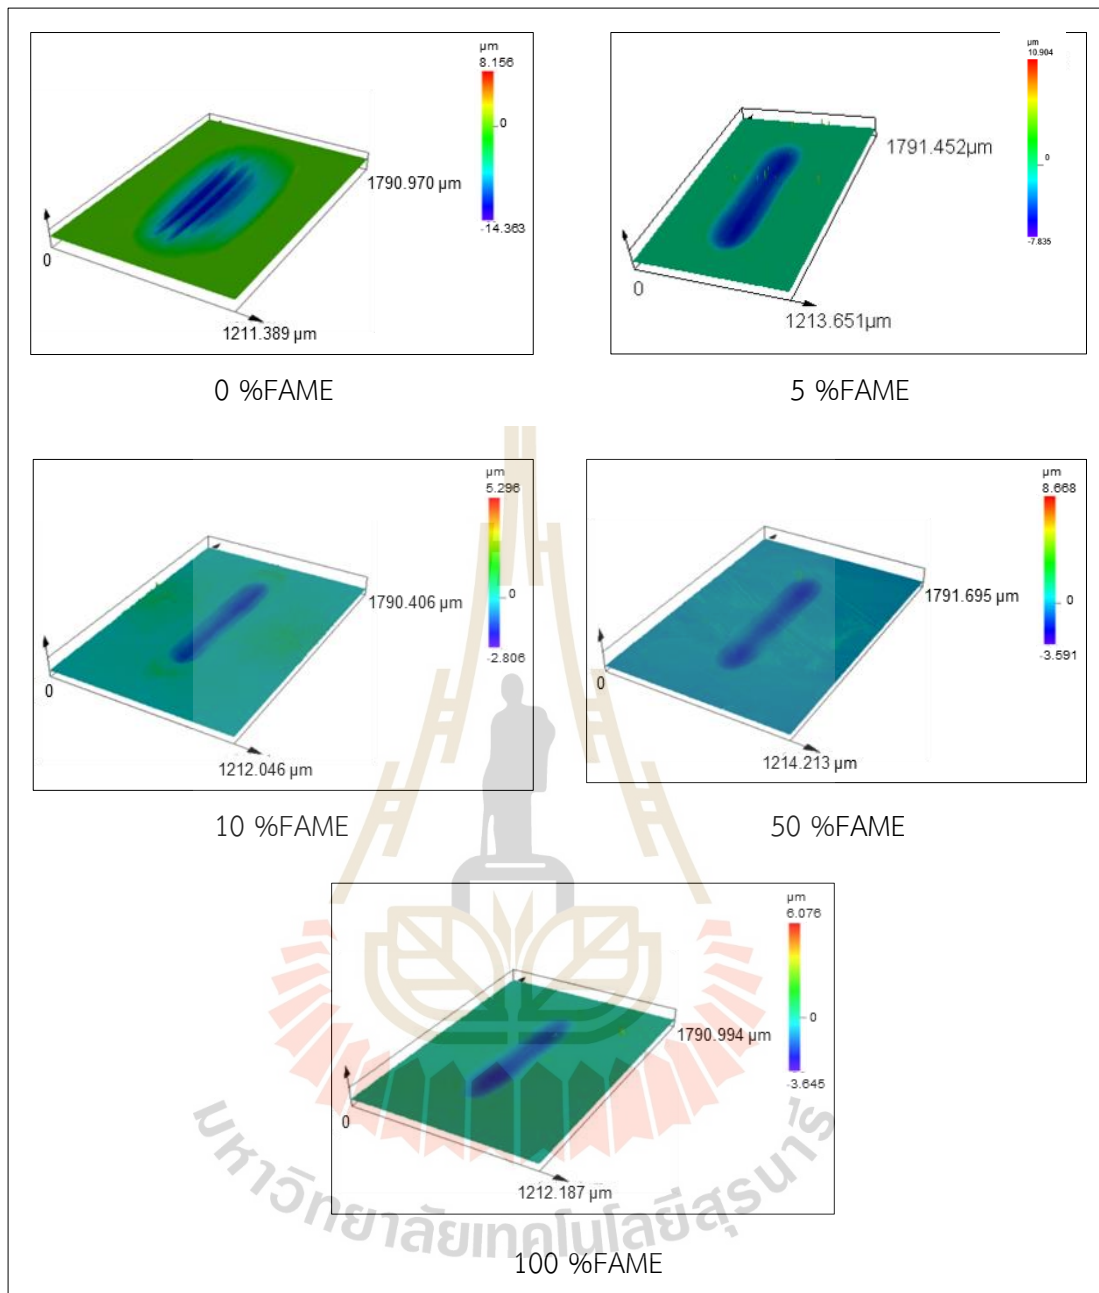 µm
8.156
0
-14.363
1790.970 µm
0
1211.389 µm
0 %FAME
µm
10.904
0
-7.835
1791.452µm
0
1213.651µm
5 %FAME
µm
5.296
0
-2.806
1790.406 µm
0
1212.046 µm
10 %FAME
µm
8.668
0
-3.591
1791.695 µm
0
1214.213 µm
50 %FAME
µm
6.076
0
-3.645
1790.994 µm
0
1212.187 µm
100 %FAME
มหาวิทยาลัยเทคโนโลยีสุรนารี